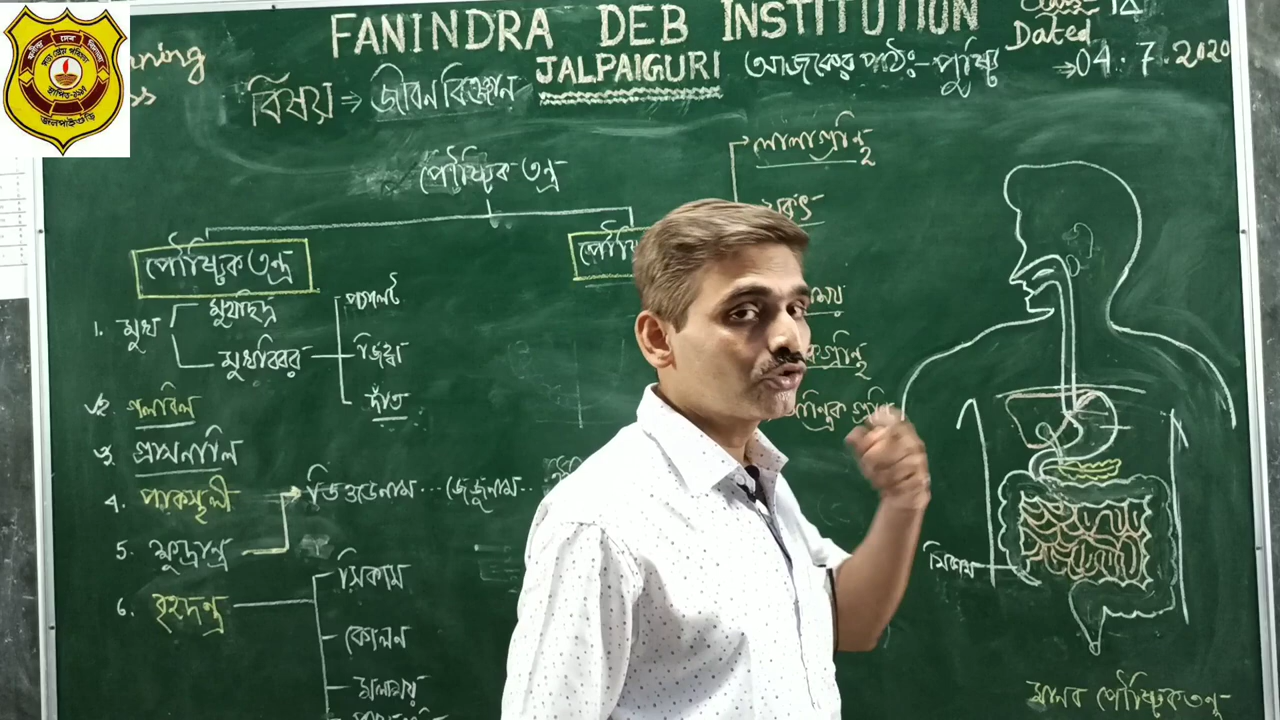 FANINDRA DEB INSTITUTION
JALPAIGURI
Dated
04.7.2020
বিষয় ⇒ জীবন বিজ্ঞান
আজকের পাঠঃ- পুষ্টি
পৌষ্টিক তন্ত্র
পৌষ্টিক তন্ত্র
লালাগ্রন্থি
যকৃৎ
1. মুখ
মুখছিদ্র
মুখবিবর
জিহ্বা
দাঁত
2. গলবিল
3. গ্রাসনালি
4. পাকস্থলী
5. ক্ষুদ্রান্ত্র
ডিওডেনাম... জেজুনাম...
6. বৃহদন্ত্র
সিকাম
কোলন
মলাশয়
সিকাম
মানব পৌষ্টিকতন্ত্র